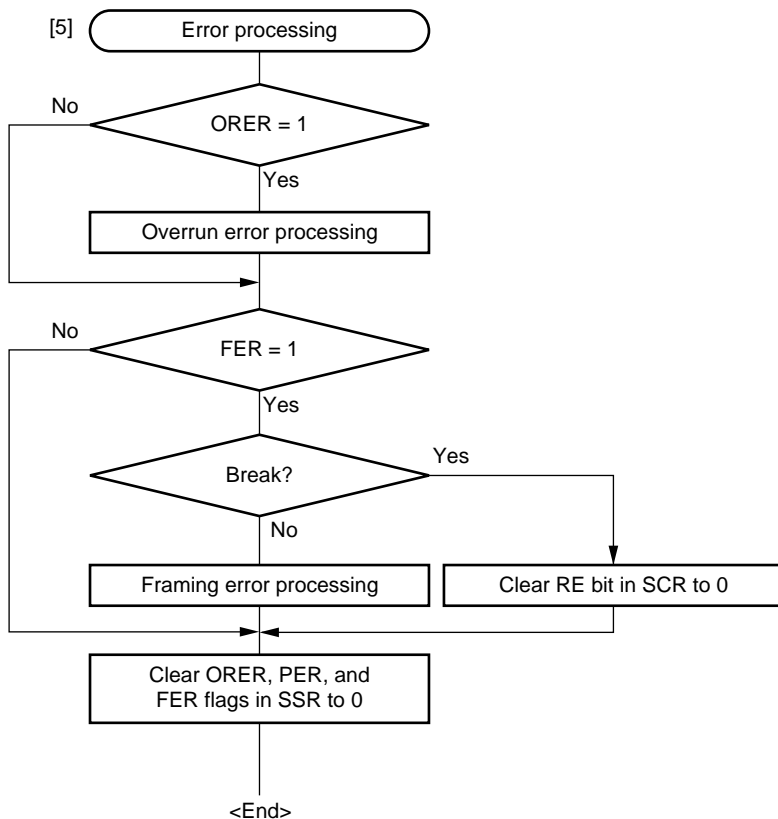 [5]
Error processing
No
ORER = 1
Yes
Overrun error processing
No
FER = 1
Yes
Break?
Yes
No
Framing error processing
Clear RE bit in SCR to 0
Clear ORER, PER, and
FER flags in SSR to 0
<End>